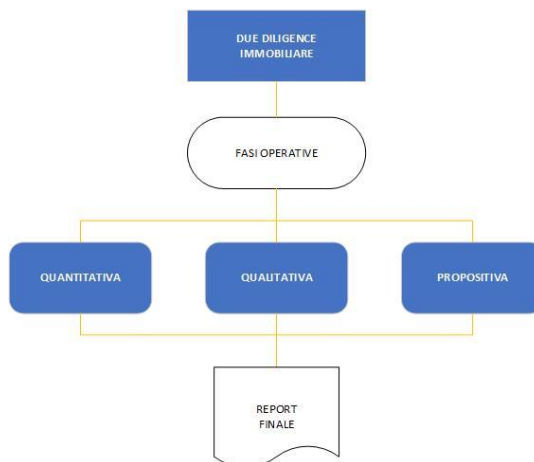 DUE DILIGENCE
IMMOBILIARE
FASI OPERATIVE
QUANTITATIVA
QUALITATIVA
PROPOSITIVA
REPORT
FINALE